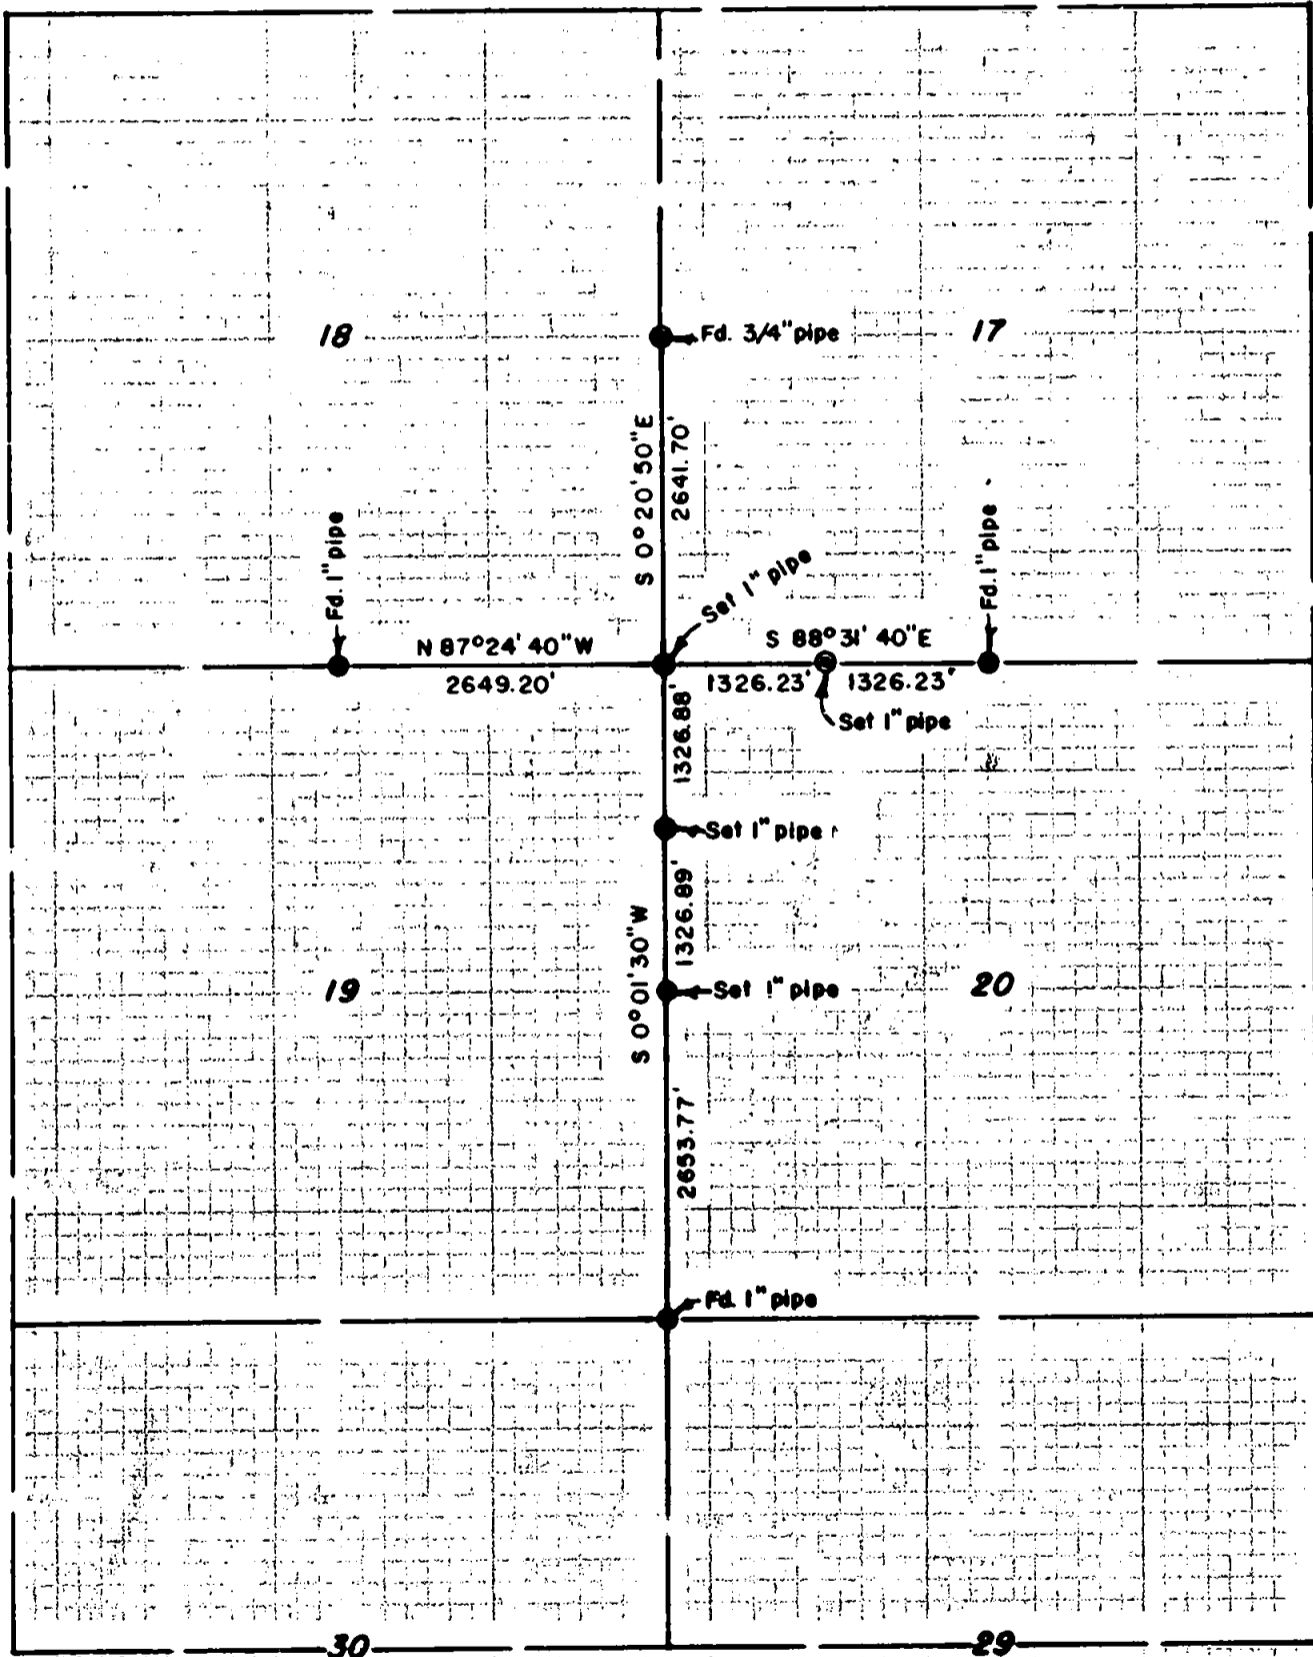 18
Fd. 3/4" pipe
17
S 0°20'50"E
2641.70'
Fd. 1" pipe
Set 1" pipe
Fd. 1" pipe
N 87°24'40"W
2649.20'
S 88°31'40"E
1326.23'
1326.23'
Set 1" pipe
1326.88'
Set 1" pipe
1326.89'
S 0°01'30"W
19
Set 1" pipe
20
2653.77'
Fd. 1" pipe
30
29